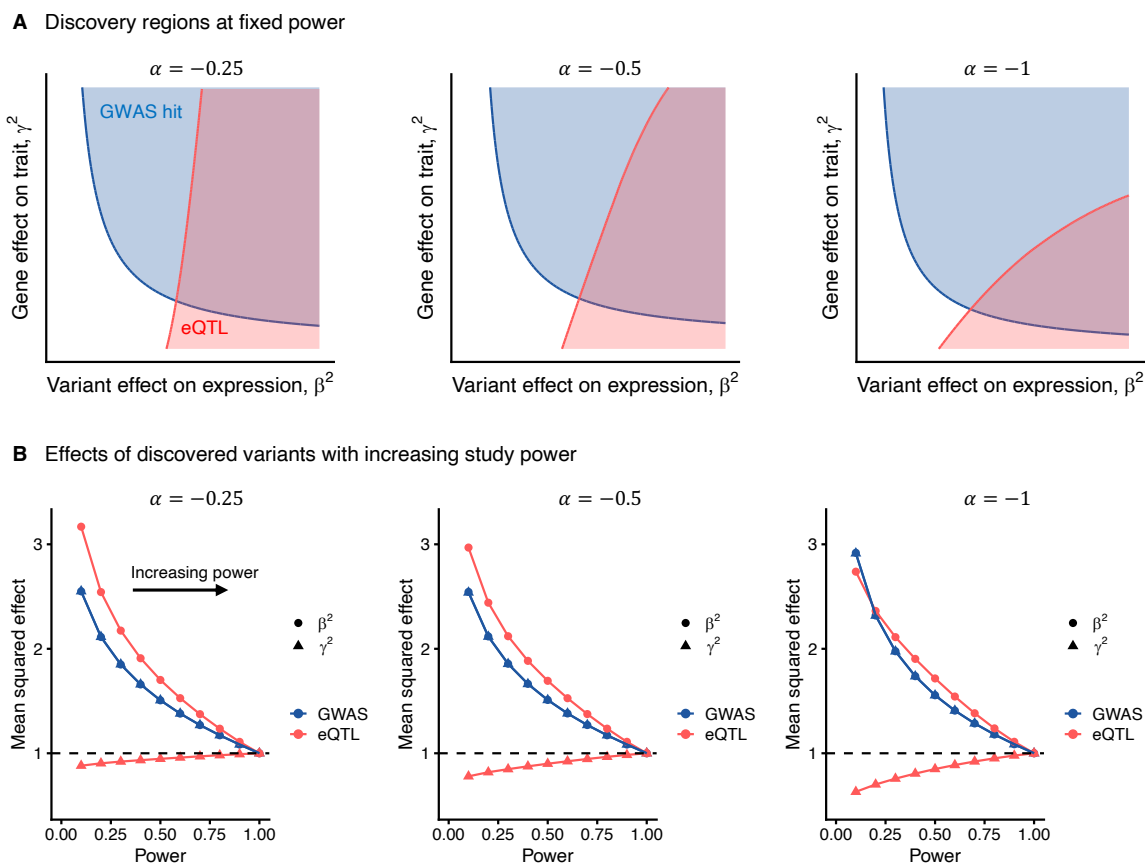 A Discovery regions at fixed power
α = −0.25
α = −0.5
α = −1
Gene effect on trait, γ²
GWAS hit
eQTL
Variant effect on expression, β²
Gene effect on trait, γ²
Variant effect on expression, β²
Gene effect on trait, γ²
Variant effect on expression, β²
B Effects of discovered variants with increasing study power
α = −0.25
α = −0.5
α = −1
Mean squared effect
3
2
1
Increasing power
β²
γ²
GWAS
eQTL
0.00 0.25 0.50 0.75 1.00
Power
Mean squared effect
3
2
1
β²
γ²
GWAS
eQTL
0.00 0.25 0.50 0.75 1.00
Power
Mean squared effect
3
2
1
β²
γ²
GWAS
eQTL
0.00 0.25 0.50 0.75 1.00
Power